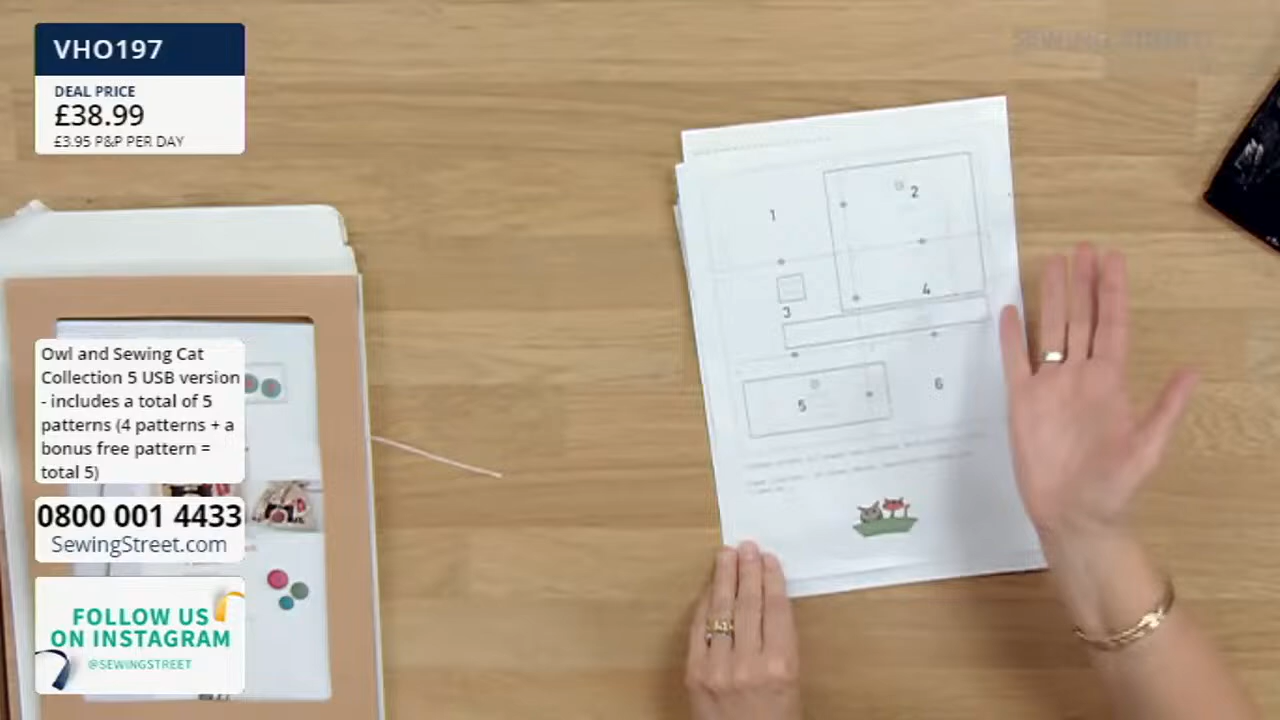 VHO197
DEAL PRICE
£38.99
£3.95 P&P PER DAY
SEWING STREET
1
2
3
4
5
6
Owl and Sewing Cat
Collection 5 USB version
- includes a total of 5
patterns (4 patterns + a
bonus free pattern =
total 5)
0800 001 4433
SewingStreet.com
FOLLOW US
ON INSTAGRAM
@SEWINGSTREET